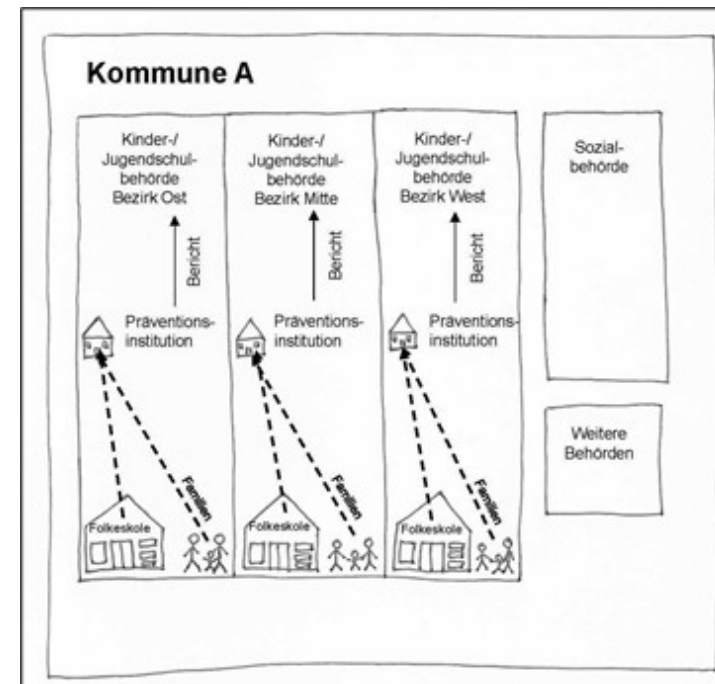 Kommune A
Kinder-/
Jugendschul-
behörde
Bezirk Ost
Bericht
Präventions-
institution
Folkeskole
Familien
Kinder-/
Jugendschul-
behörde
Bezirk Mitte
Bericht
Präventions-
institution
Folkeskole
Familien
Kinder-/
Jugendschul-
behörde
Bezirk West
Bericht
Präventions-
institution
Folkeskole
Familien
Sozial-
behörde
Weitere
Behörden